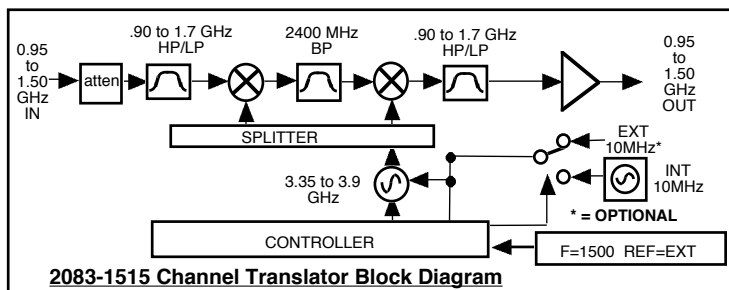 .90 to 1.7 GHz
HP/LP
2400 MHz
BP
.90 to 1.7 GHz
HP/LP
0.95
to
1.50
GHz
IN
atten
0.95
to
1.50
GHz
OUT
SPLITTER
EXT
10MHz*
3.35 to 3.9
GHz
INT
10MHz
* = OPTIONAL
CONTROLLER
F=1500 REF=EXT
2083-1515 Channel Translator Block Diagram